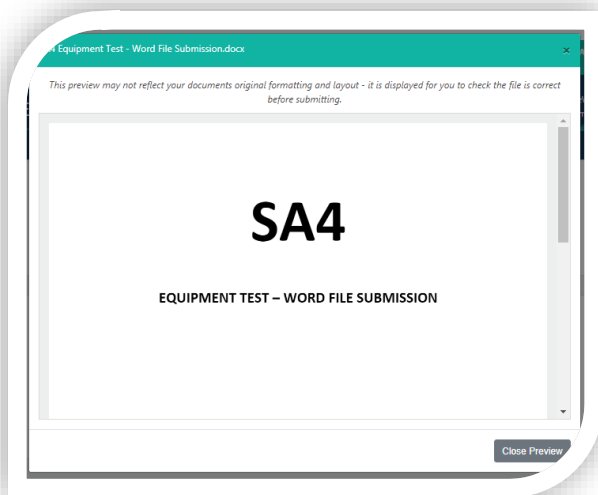 4 Equipment Test - Word File Submission.docx ×
This preview may not reflect your documents original formatting and layout - it is displayed for you to check the file is correct
before submitting.
SA4
EQUIPMENT TEST – WORD FILE SUBMISSION
Close Preview